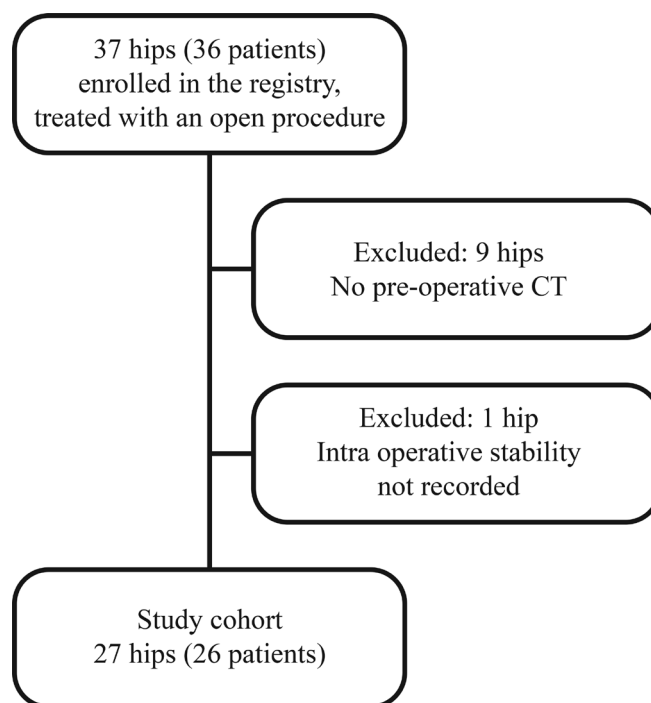 37 hips (36 patients)
enrolled in the registry,
treated with an open procedure
Excluded: 9 hips
No pre-operative CT
Excluded: 1 hip
Intra operative stability
not recorded
Study cohort
27 hips (26 patients)